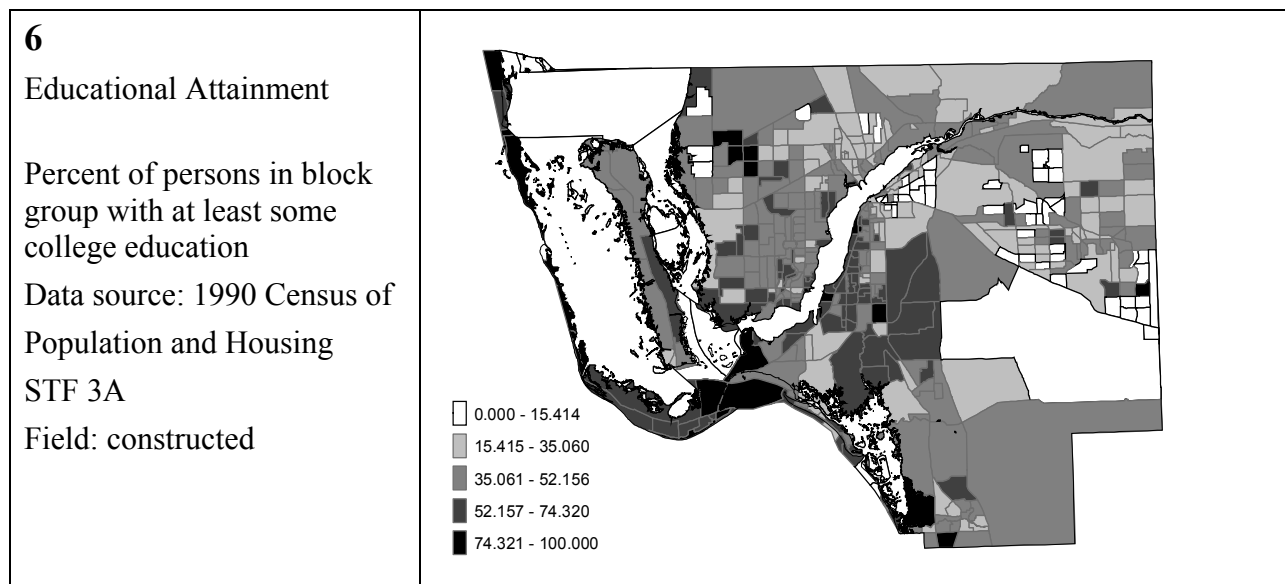 6
Educational Attainment
Percent of persons in block
group with at least some
college education
Data source: 1990 Census of
Population and Housing
STF 3A
Field: constructed
0.000 - 15.414
15.415 - 35.060
35.061 - 52.156
52.157 - 74.320
74.321 - 100.000